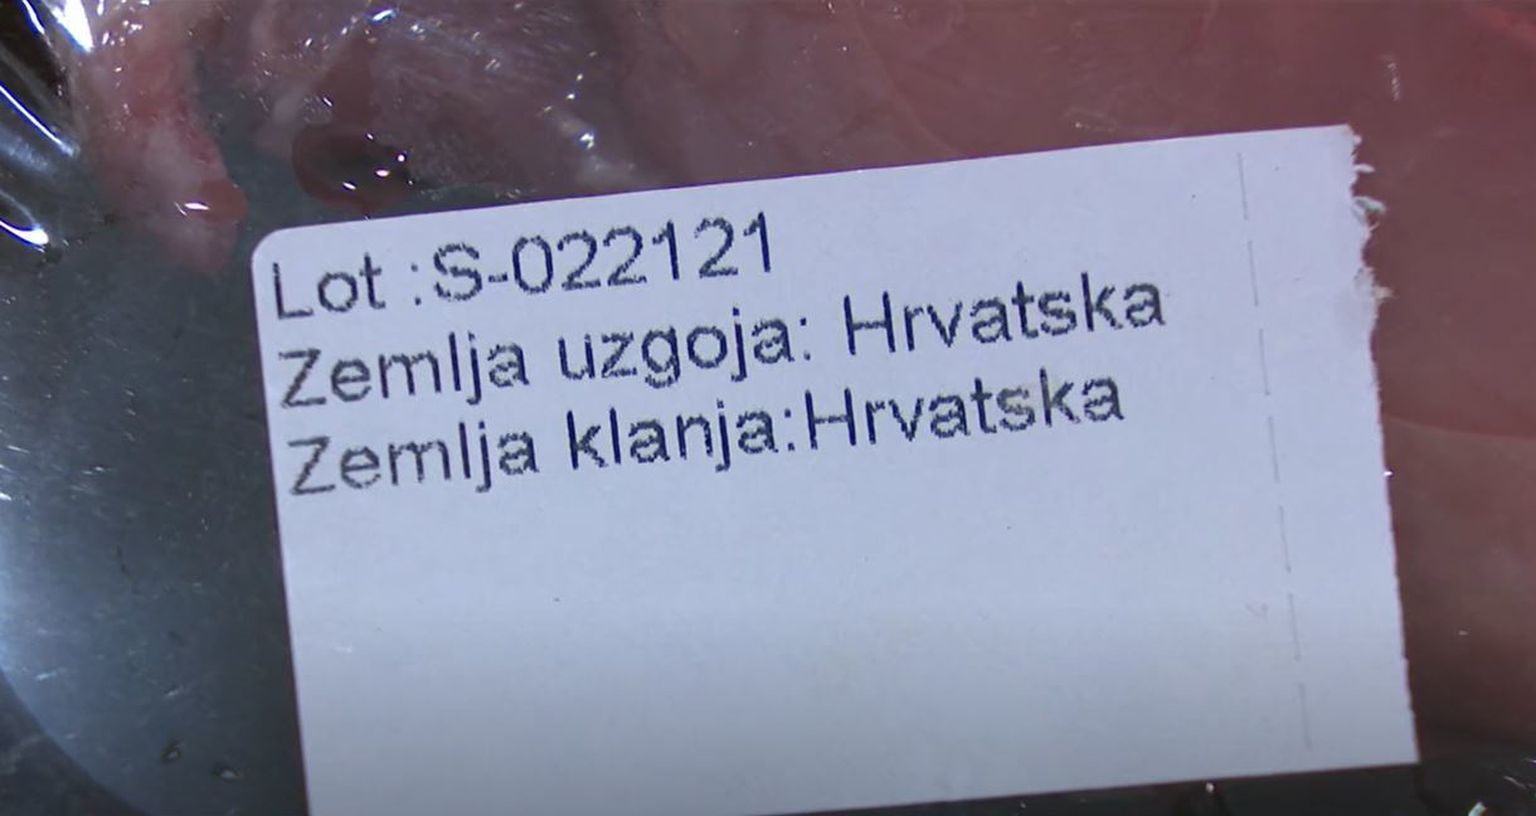 Lot :S-022121
Zemlja uzgoja: Hrvatska
Zemlja klanja:Hrvatska